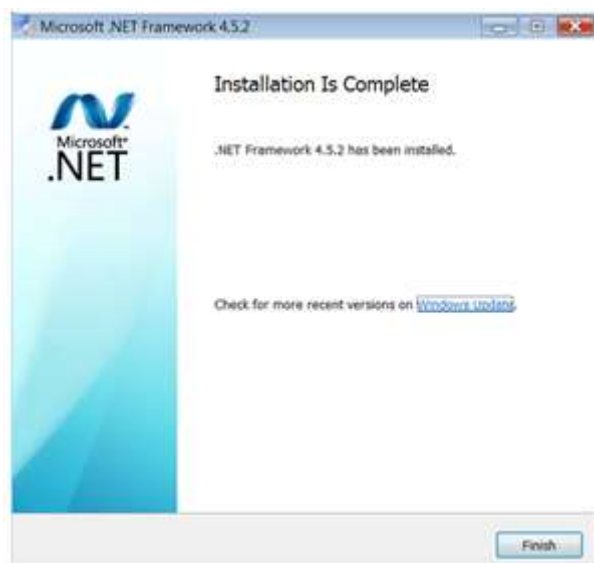 Microsoft .NET Framework 4.5.2
Installation Is Complete
Microsoft®
.NET
.NET Framework 4.5.2 has been installed.
Check for more recent versions on Windows Update.
Finish